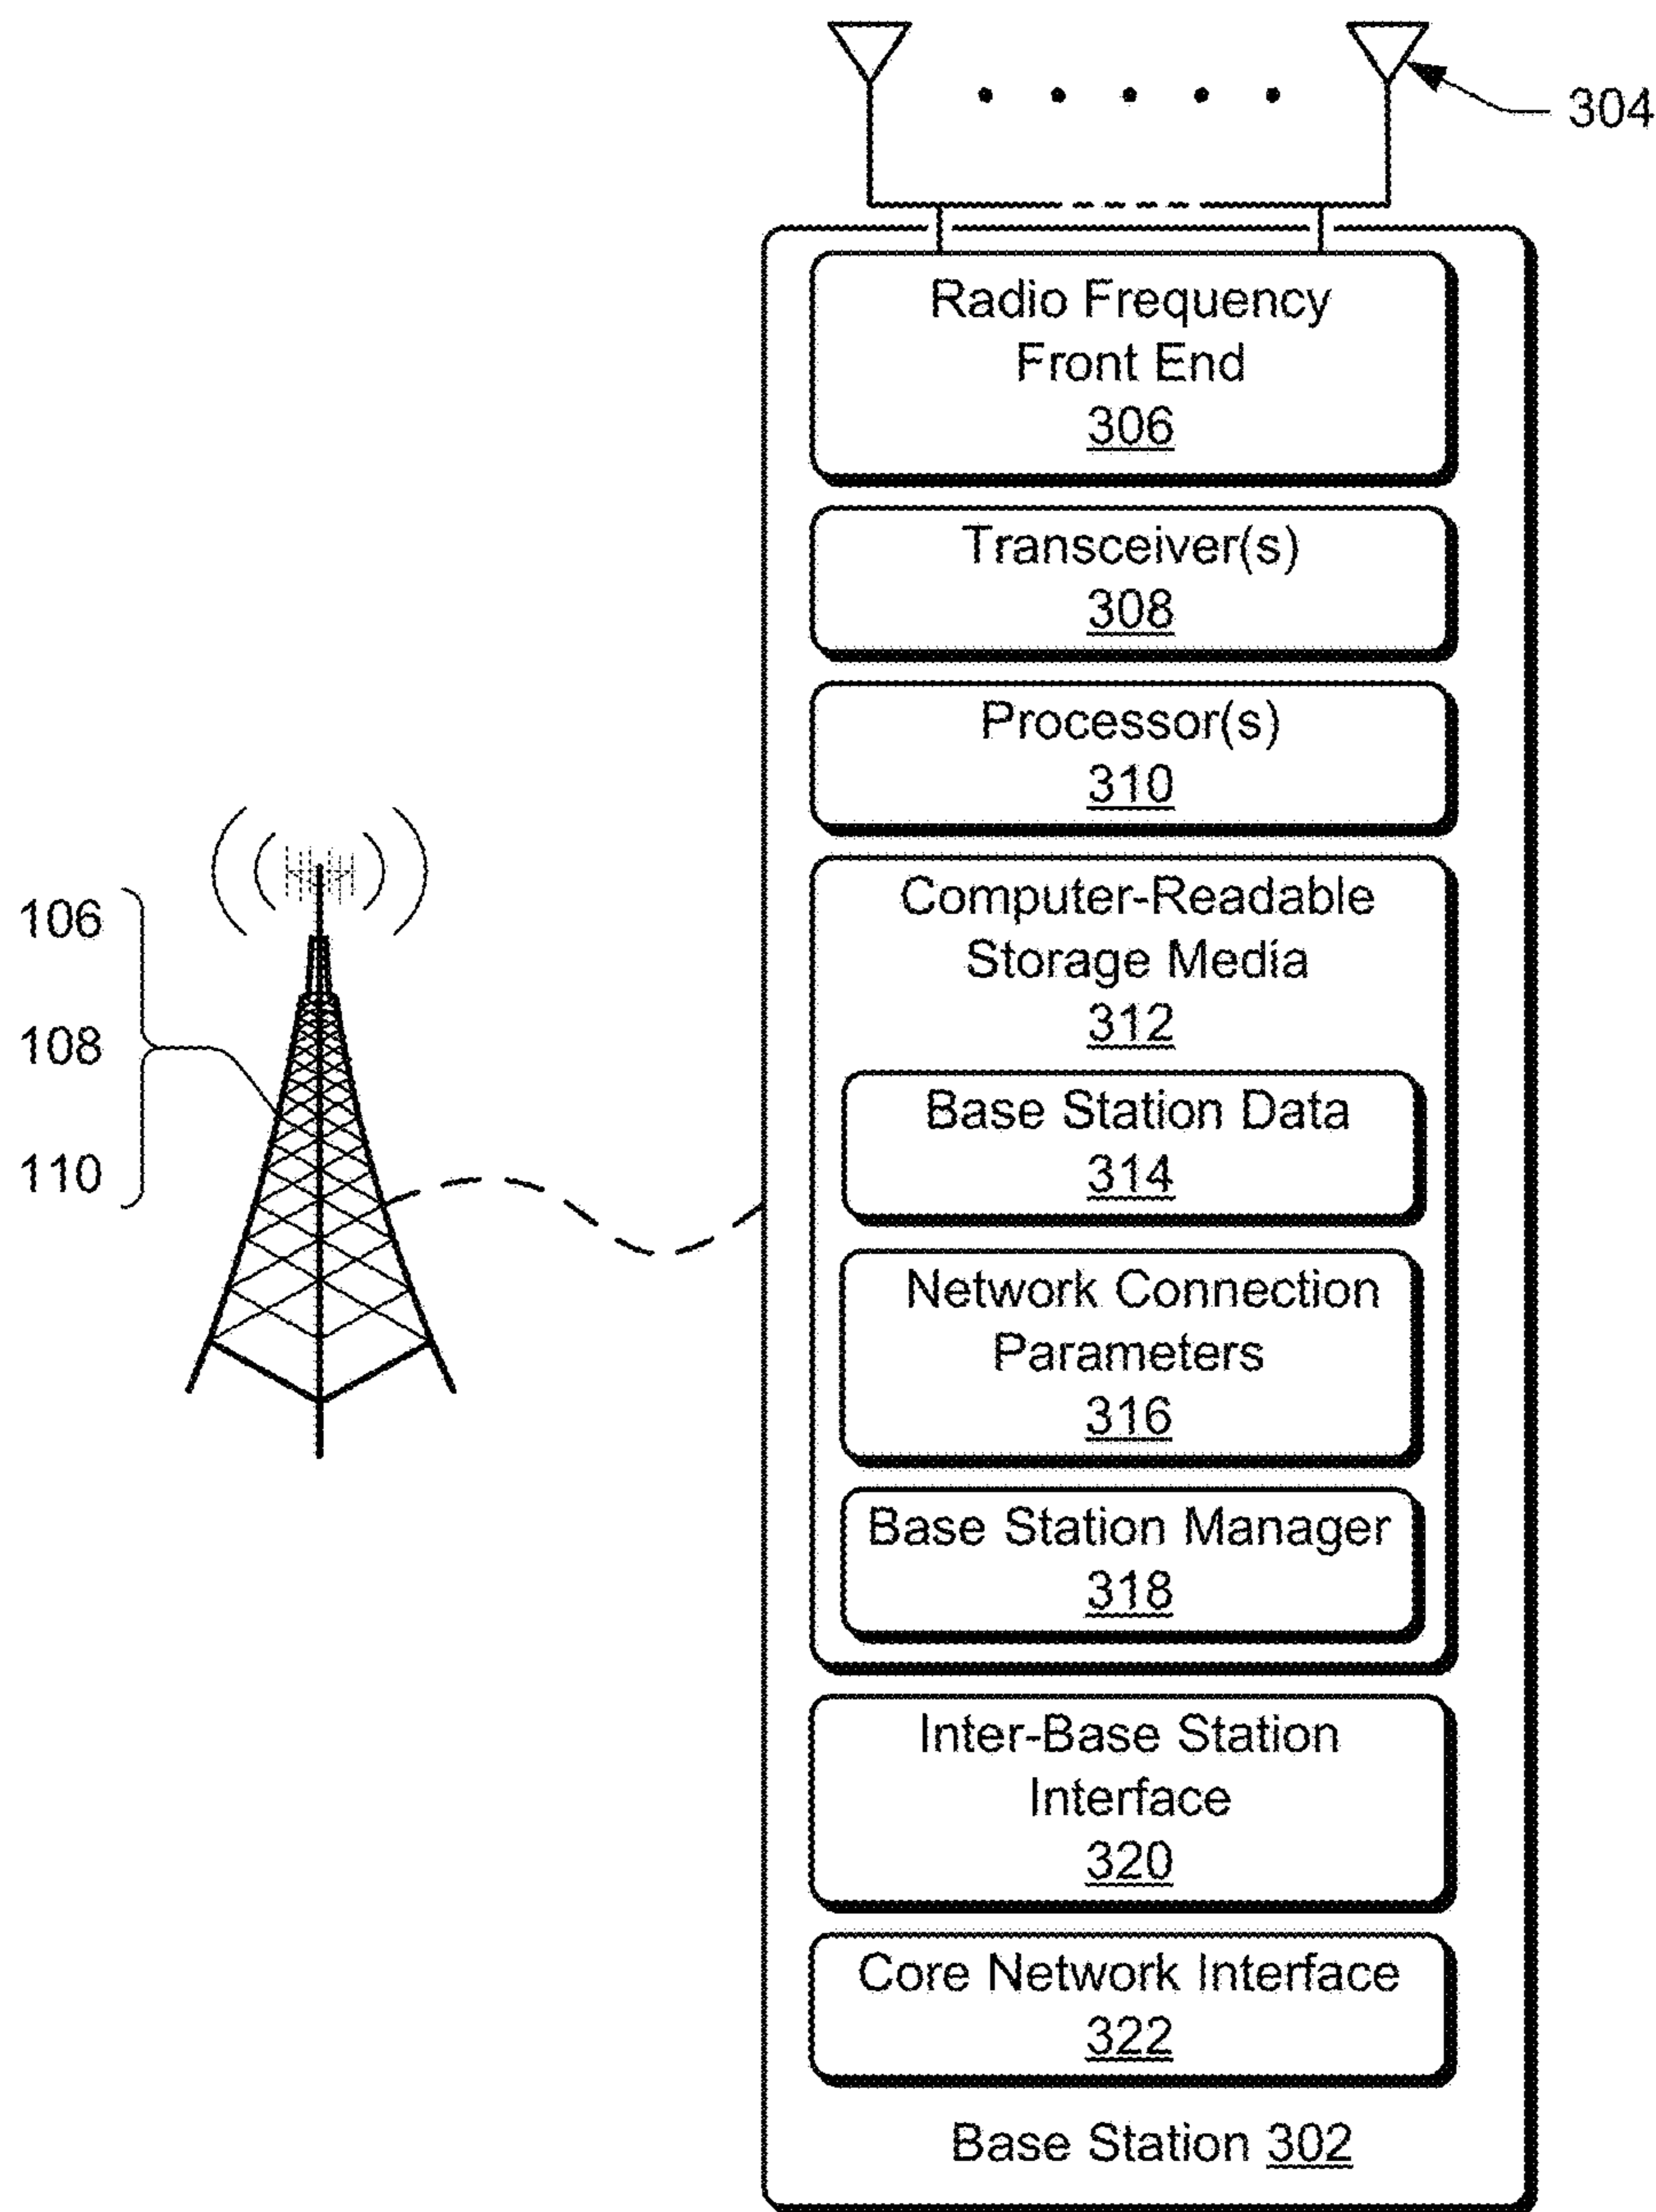 304
Radio Frequency
Front End
306
Transceiver(s)
308
Processor(s)
310
Computer-Readable
Storage Media
312
Base Station Data
314
Network Connection
Parameters
316
Base Station Manager
318
Inter-Base Station
Interface
320
Core Network Interface
322
Base Station 302
106
108
110